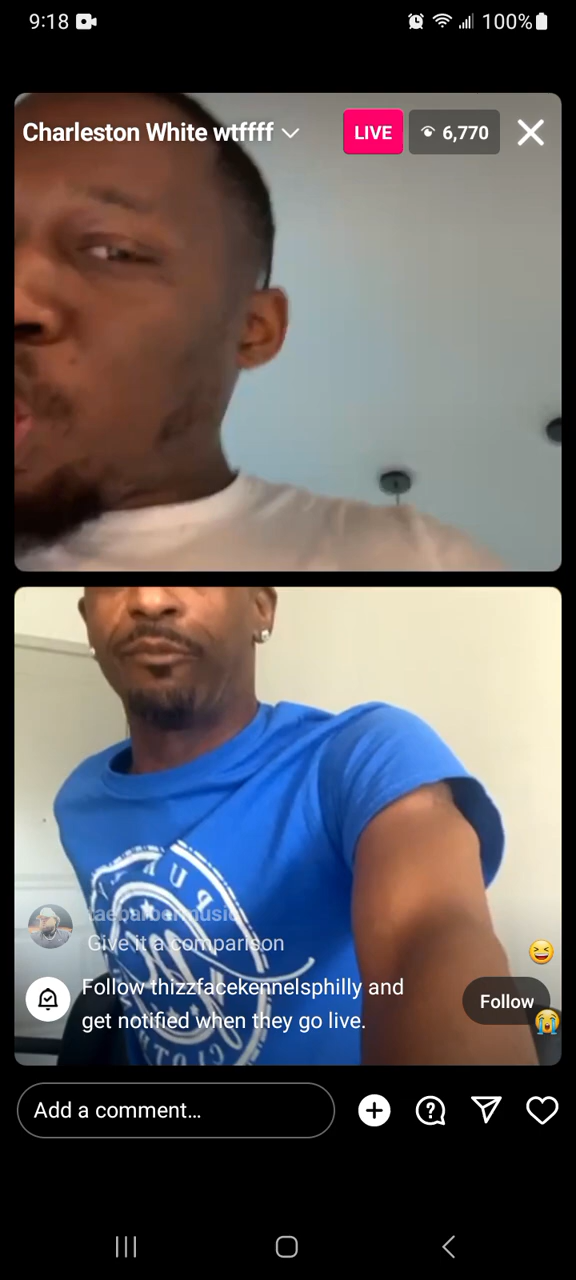 9:18
100%
Charleston White wtffff
LIVE
6,770
taebarbermusic
Give it a comparison
Follow thizzfacekennelsphilly and
get notified when they go live.
Follow
Add a comment…